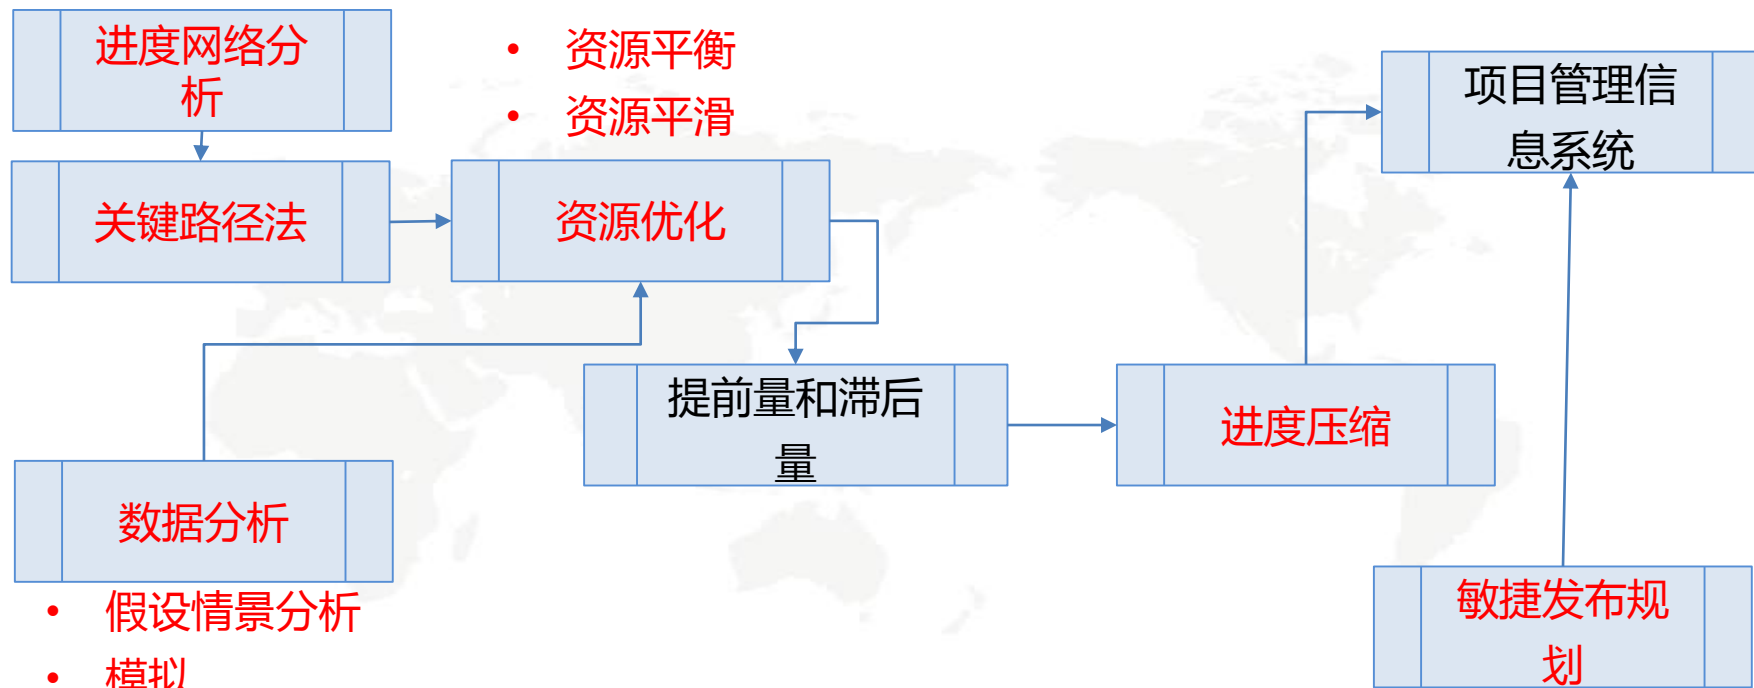 进度网络分
析
• 资源平衡
• 资源平滑
项目管理信
息系统
关键路径法
资源优化
提前量和滞后
量
进度压缩
数据分析
• 假设情景分析
• 模拟
敏捷发布规
划